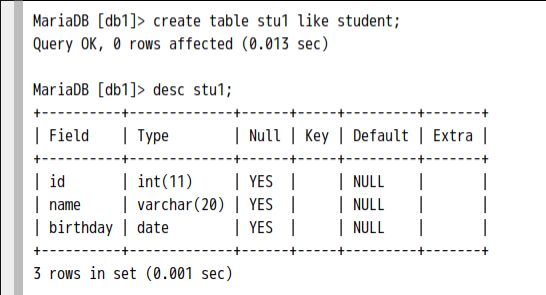 MariaDB [db1]> create table stu1 like student;
Query OK, 0 rows affected (0.013 sec)

MariaDB [db1]> desc stu1;
+----------+-------------+------+-----+---------+-------+
| Field    | Type        | Null | Key | Default | Extra |
+----------+-------------+------+-----+---------+-------+
| id       | int(11)     | YES  |     | NULL    |       |
| name     | varchar(20) | YES  |     | NULL    |       |
| birthday | date        | YES  |     | NULL    |       |
+----------+-------------+------+-----+---------+-------+
3 rows in set (0.001 sec)